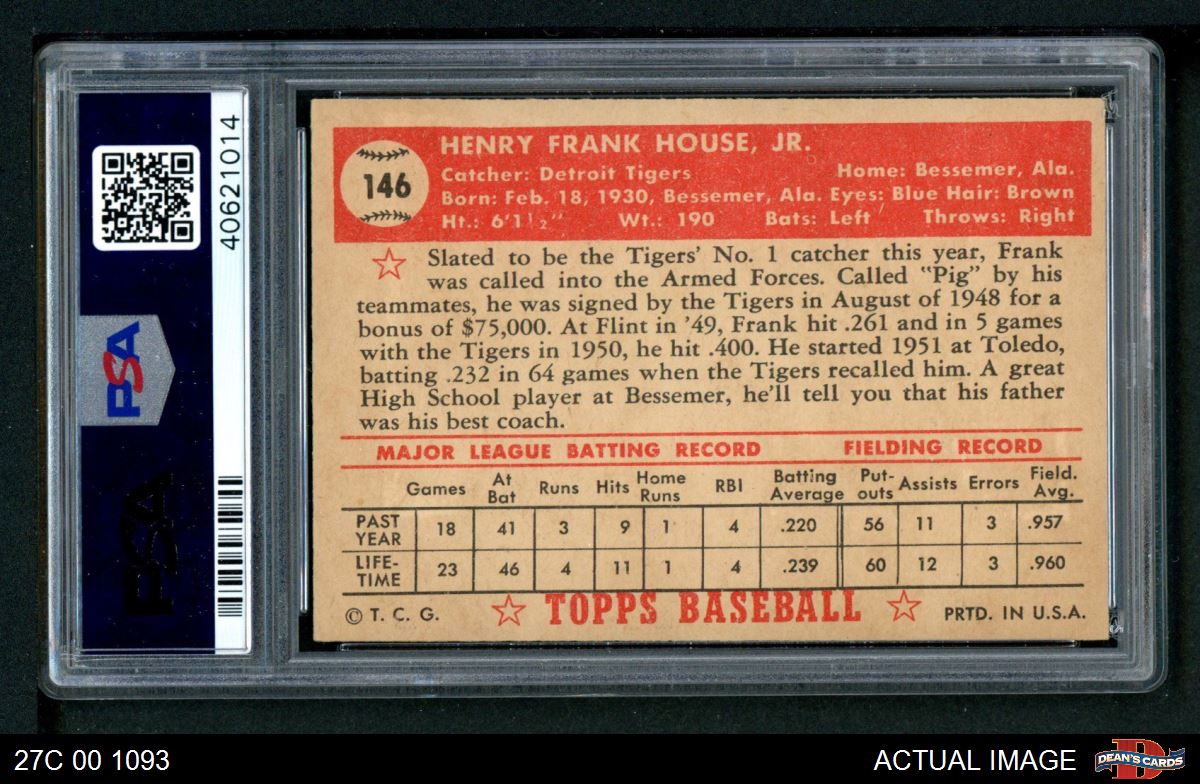 40621014
PSA
PSA
HENRY FRANK HOUSE, JR.
146
Catcher: Detroit Tigers Home: Bessemer, Ala.
Born: Feb. 18, 1930, Bessemer, Ala. Eyes: Blue Hair: Brown
Ht.: 6'1½" Wt.: 190 Bats: Left Throws: Right
Slated to be the Tigers' No. 1 catcher this year, Frank
was called into the Armed Forces. Called "Pig" by his
teammates, he was signed by the Tigers in August of 1948 for a
bonus of $75,000. At Flint in '49, Frank hit .261 and in 5 games
with the Tigers in 1950, he hit .400. He started 1951 at Toledo,
batting .232 in 64 games when the Tigers recalled him. A great
High School player at Bessemer, he'll tell you that his father
was his best coach.
MAJOR LEAGUE BATTING RECORD FIELDING RECORD
Games At Bat Runs Hits Home Runs RBI Batting Average Put-outs Assists Errors Field. Avg.
PAST YEAR 18 41 3 9 1 4 .220 56 11 3 .957
LIFE-TIME 23 46 4 11 1 4 .239 60 12 3 .960
© T. C. G. TOPPS BASEBALL PRTD. IN U.S.A.
27C 00 1093 ACTUAL IMAGE DEAN'S CARDS